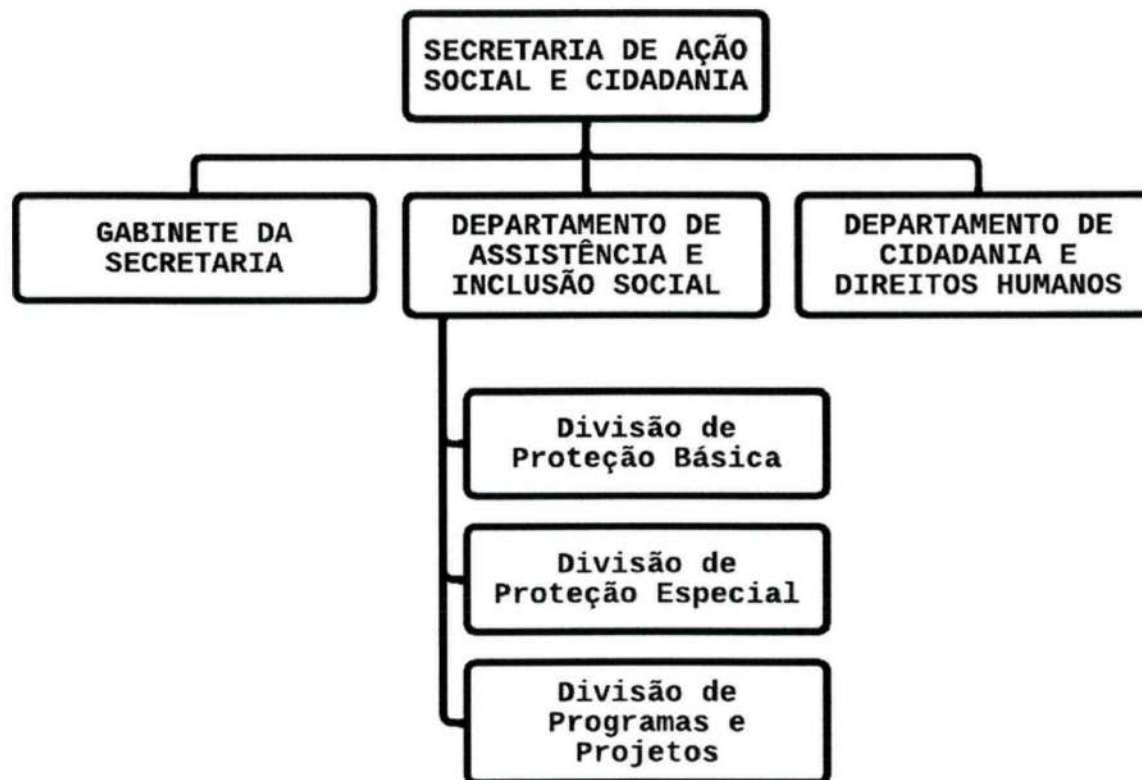 SECRETARIA DE AÇÃO
SOCIAL E CIDADANIA
GABINETE DA
SECRETARIA
DEPARTAMENTO DE
ASSISTÊNCIA E
INCLUSÃO SOCIAL
DEPARTAMENTO DE
CIDADANIA E
DIREITOS HUMANOS
Divisão de
Proteção Básica
Divisão de
Proteção Especial
Divisão de
Programas e
Projetos